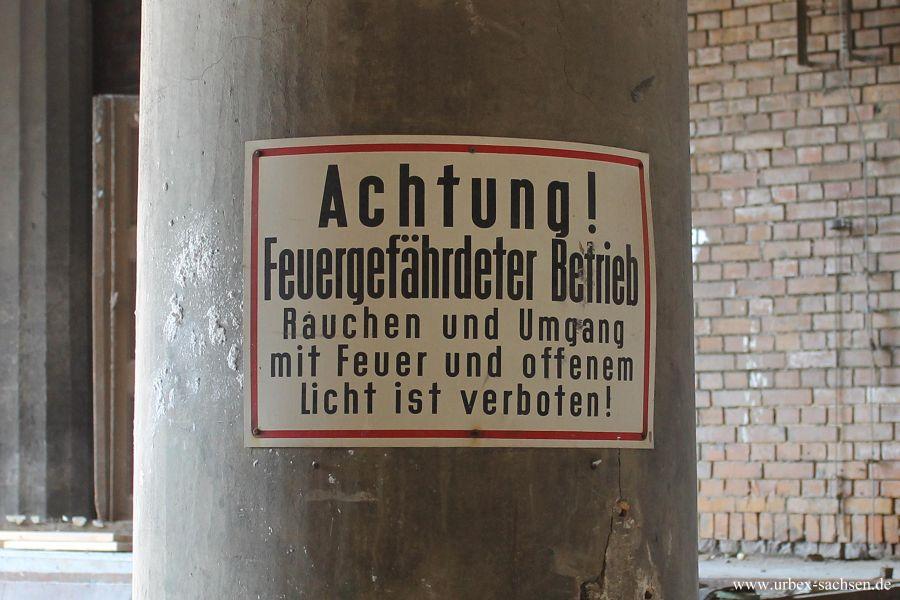 Achtung!
Feuergefährdeter Betrieb
Rauchen und Umgang
mit Feuer und offenem
Licht ist verboten!
www.urbex-sachsen.de